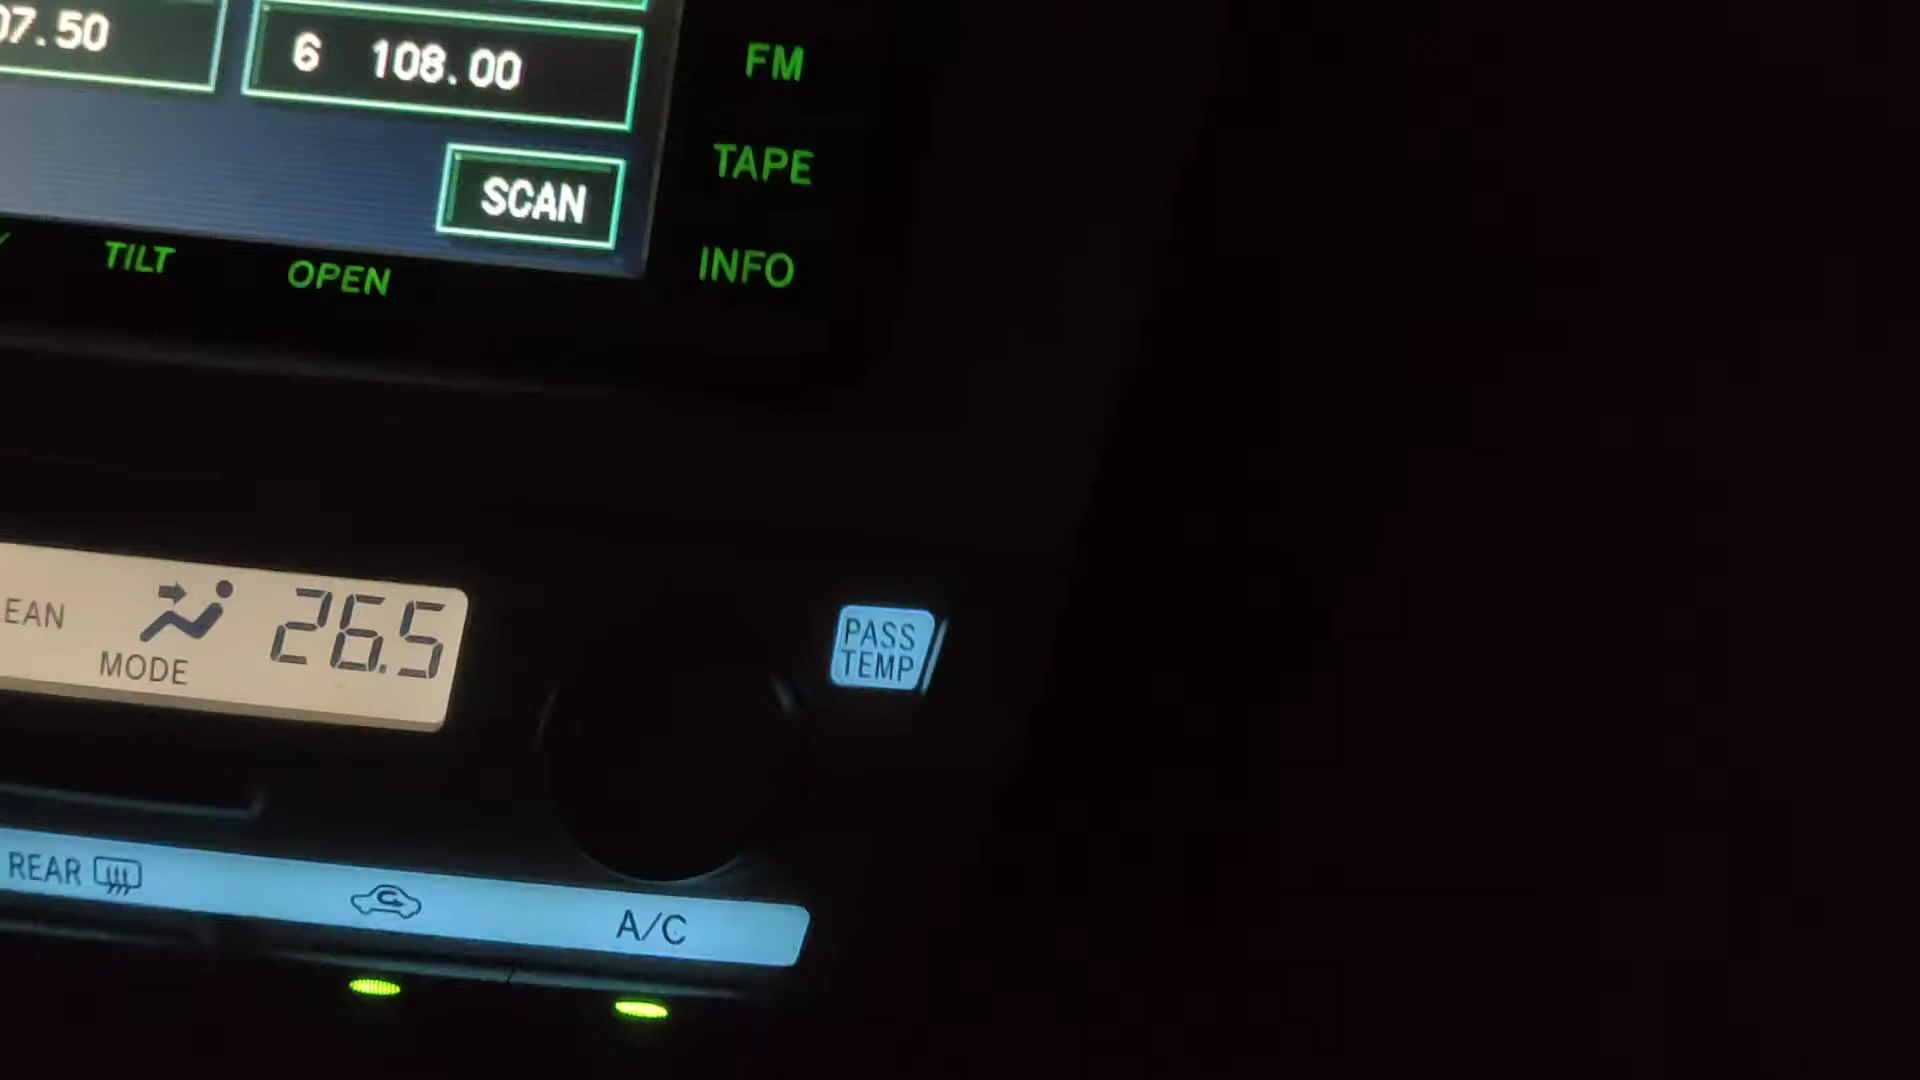 07.50
6 108.00
FM
TAPE
SCAN
INFO
TILT
OPEN
EAN
MODE
26.5
PASS
TEMP
REAR
A/C